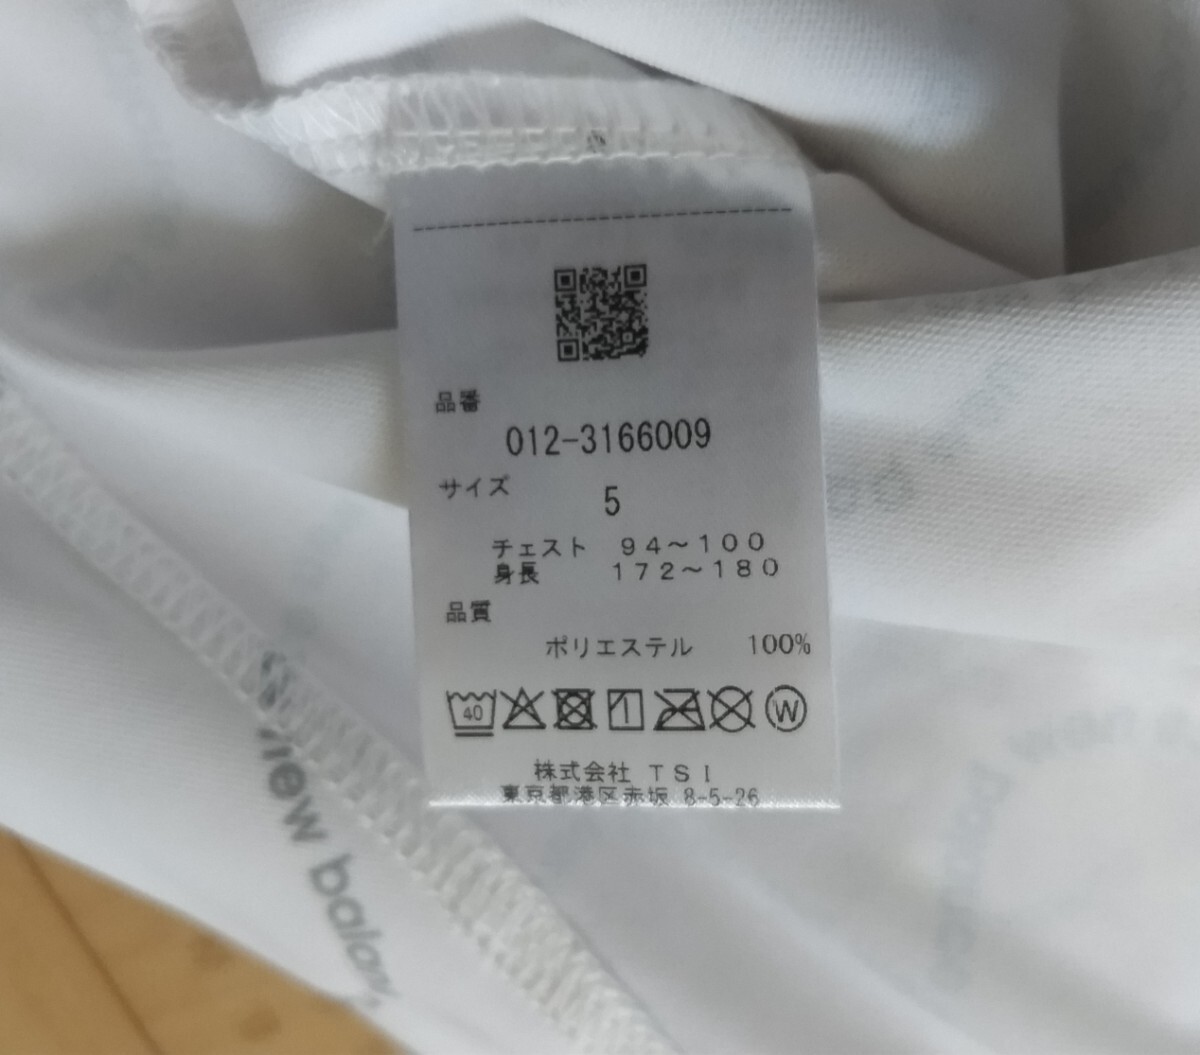 品番
012-3166009
サイズ
5
チェスト 94～100
身長 172～180
品質
ポリエステル 100%
40
W
株式会社 TSI
東京都港区赤坂 8-5-26
new balan